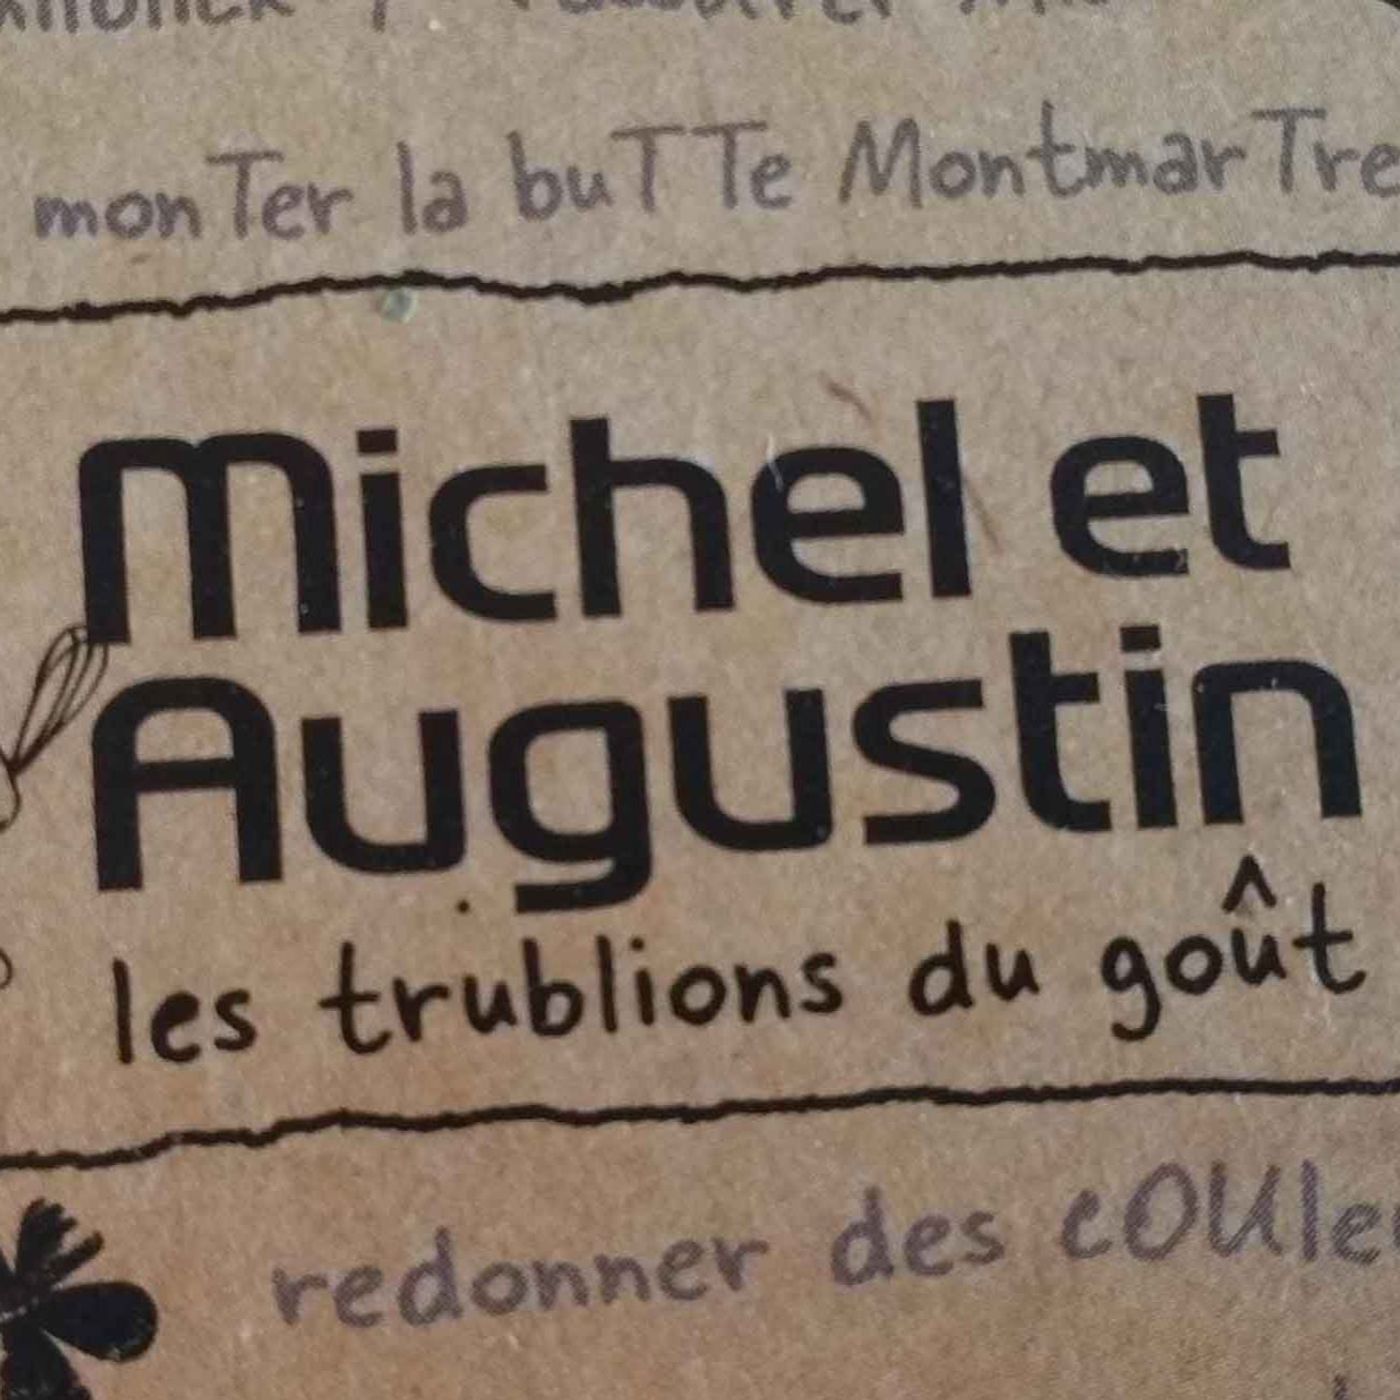 monTer la buTTe MontmarTre
Michel et
Augustin
les trublions du goût
redonner des